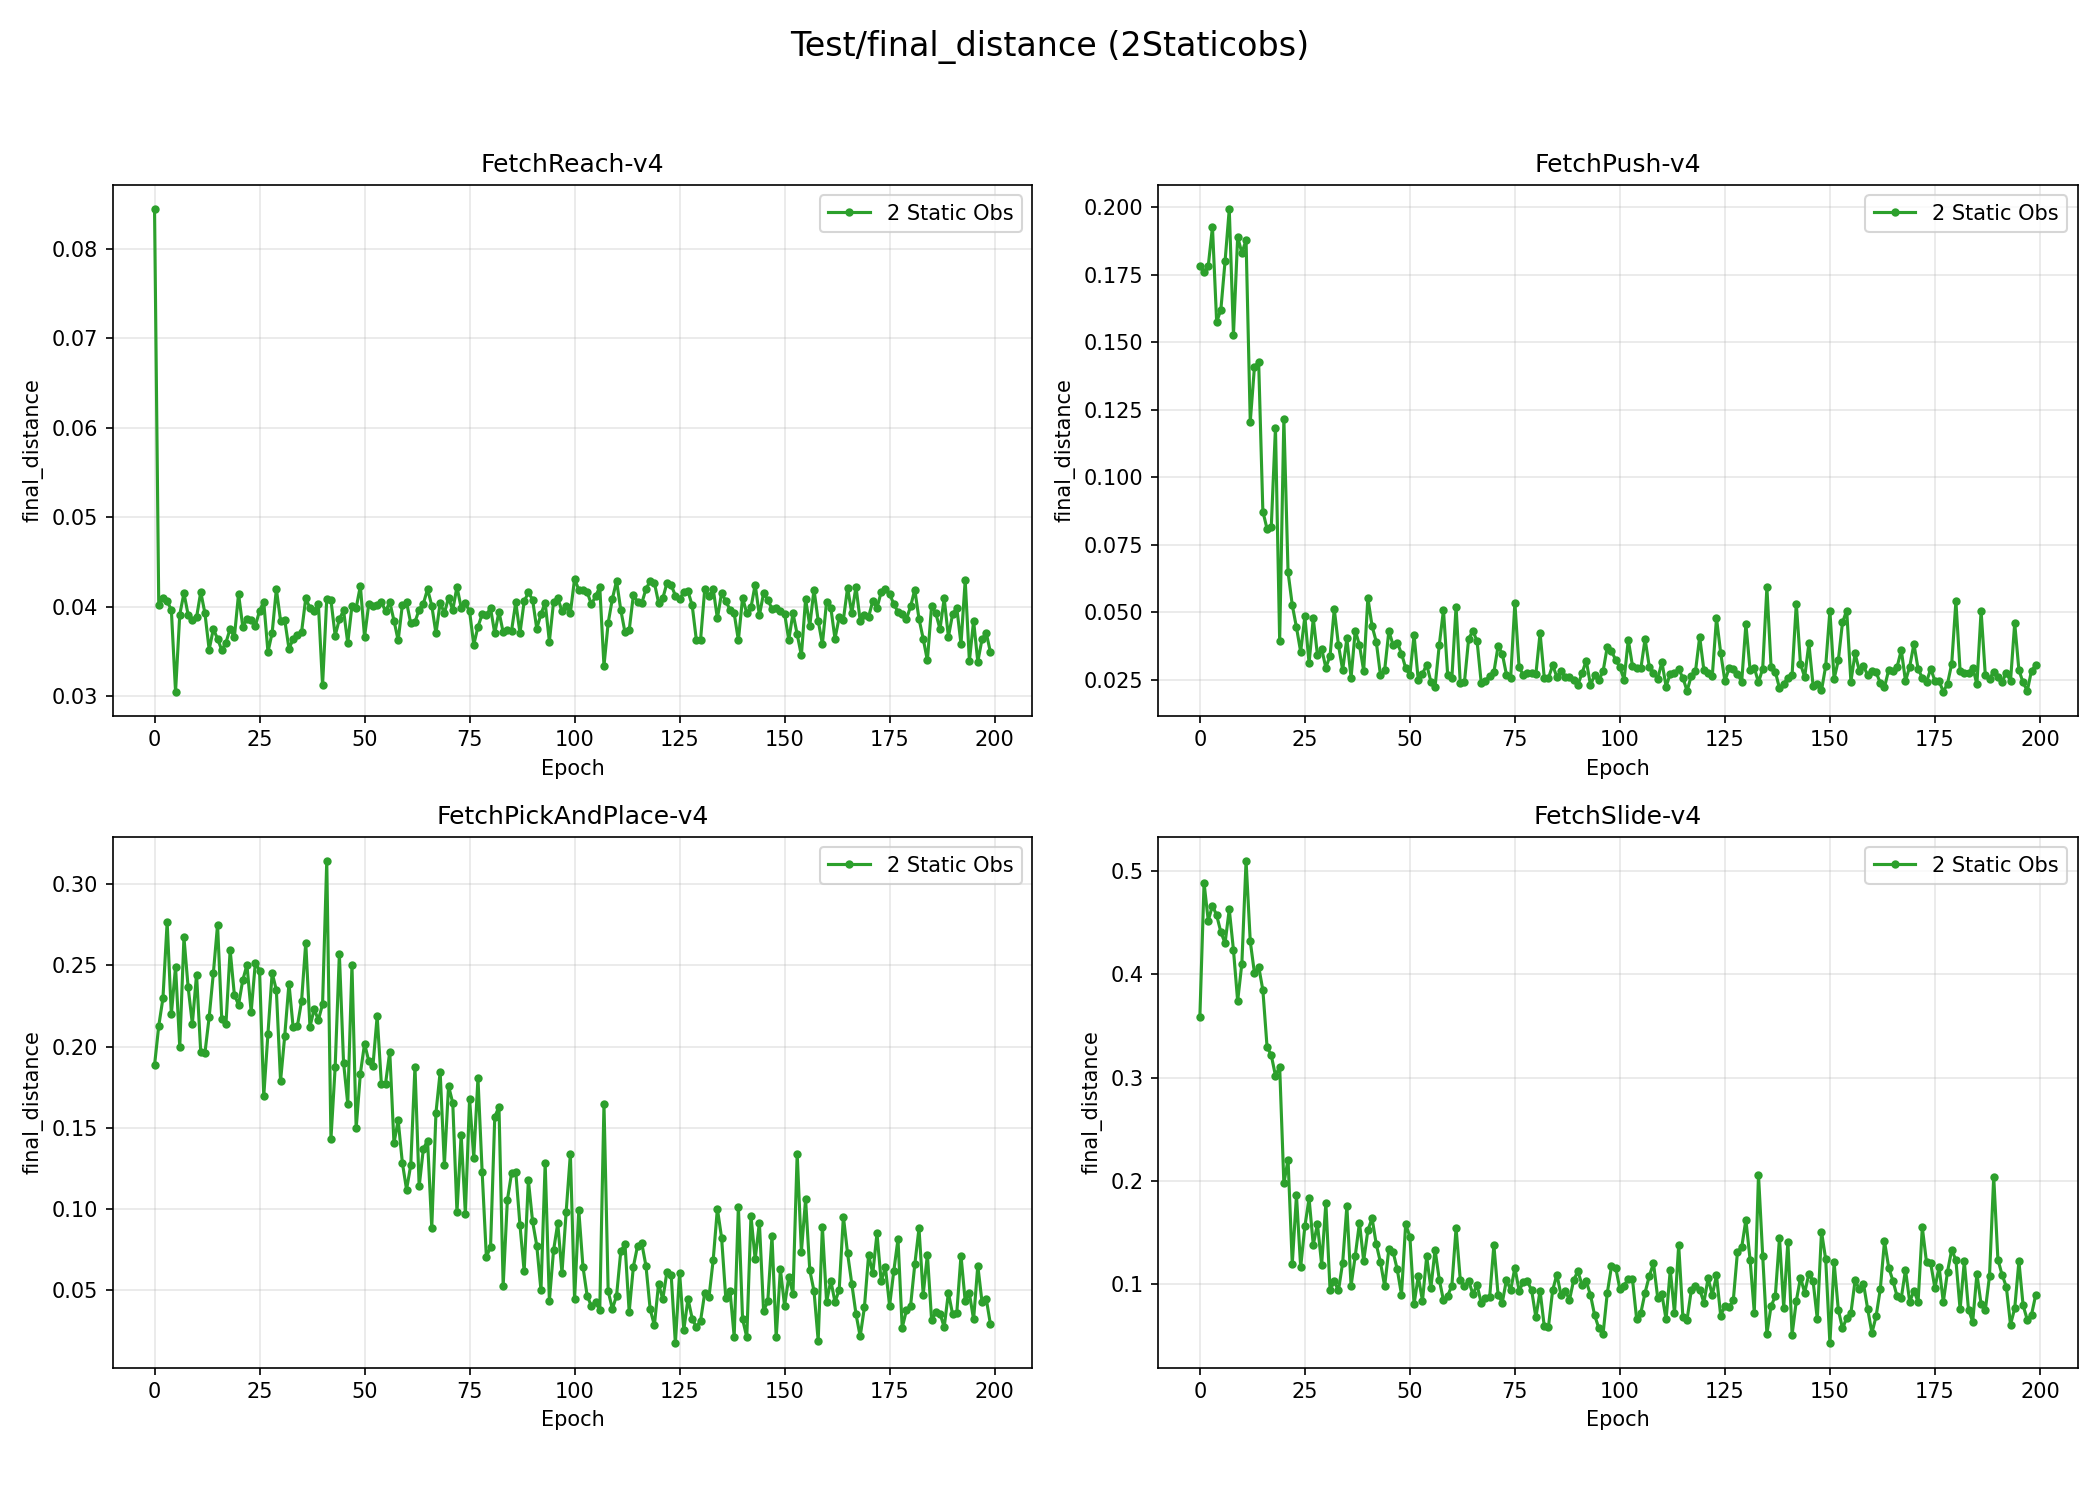 Test/final_distance (2Staticobs)
FetchReach-v4
2 Static Obs
final_distance
0.08
0.07
0.06
0.05
0.04
0.03
0 25 50 75 100 125 150 175 200
Epoch
FetchPush-v4
2 Static Obs
final_distance
0.200
0.175
0.150
0.125
0.100
0.075
0.050
0.025
0 25 50 75 100 125 150 175 200
Epoch
FetchPickAndPlace-v4
2 Static Obs
final_distance
0.30
0.25
0.20
0.15
0.10
0.05
0 25 50 75 100 125 150 175 200
Epoch
FetchSlide-v4
2 Static Obs
final_distance
0.5
0.4
0.3
0.2
0.1
0 25 50 75 100 125 150 175 200
Epoch